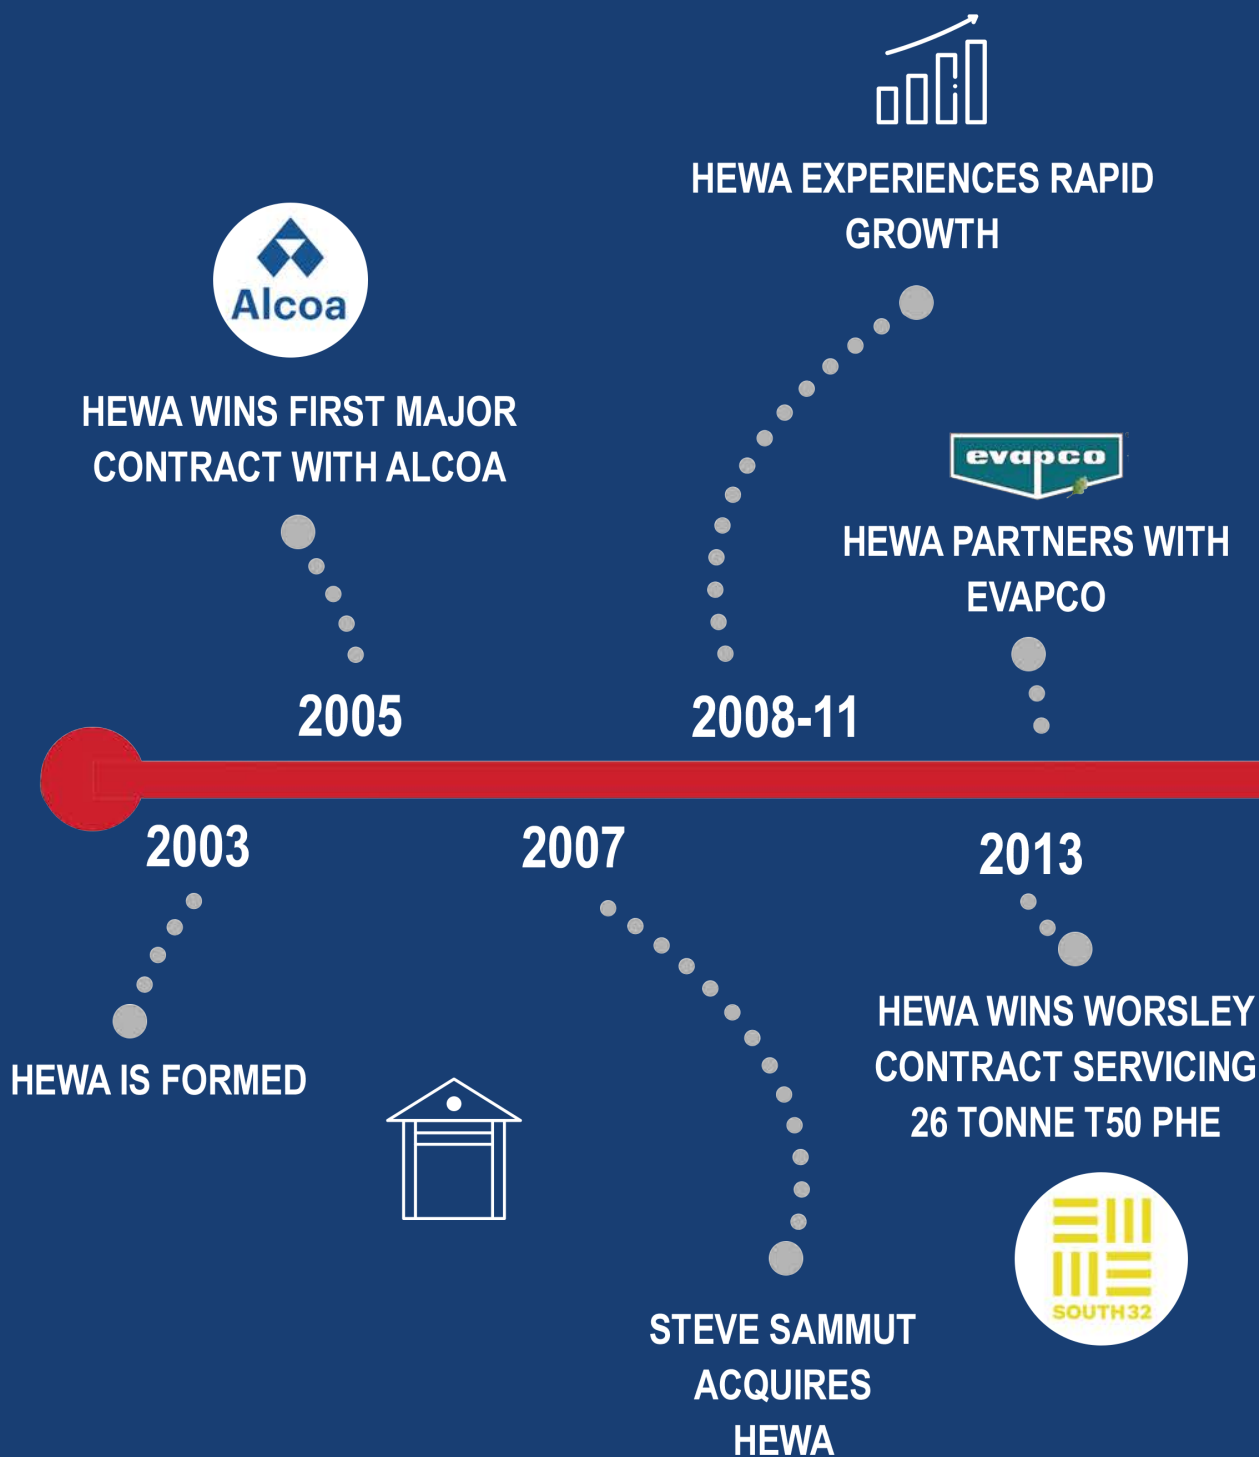 HEWA EXPERIENCES RAPID
GROWTH
Alcoa
HEWA WINS FIRST MAJOR
CONTRACT WITH ALCOA
evapco
HEWA PARTNERS WITH
EVAPCO
2005
2008-11
2003
2007
2013
HEWA IS FORMED
HEWA WINS WORSLEY
CONTRACT SERVICING
26 TONNE T50 PHE
SOUTH32
STEVE SAMMUT
ACQUIRES
HEWA